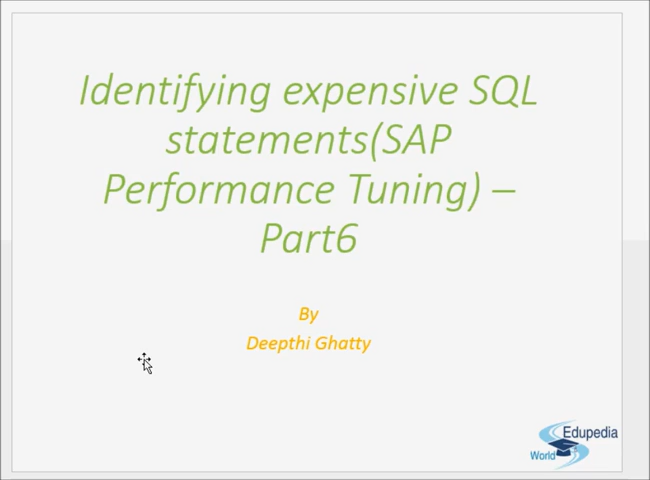 Identifying expensive SQL
statements(SAP
Performance Tuning) –
Part6
By
Deepthi Ghatty
Edupedia
World